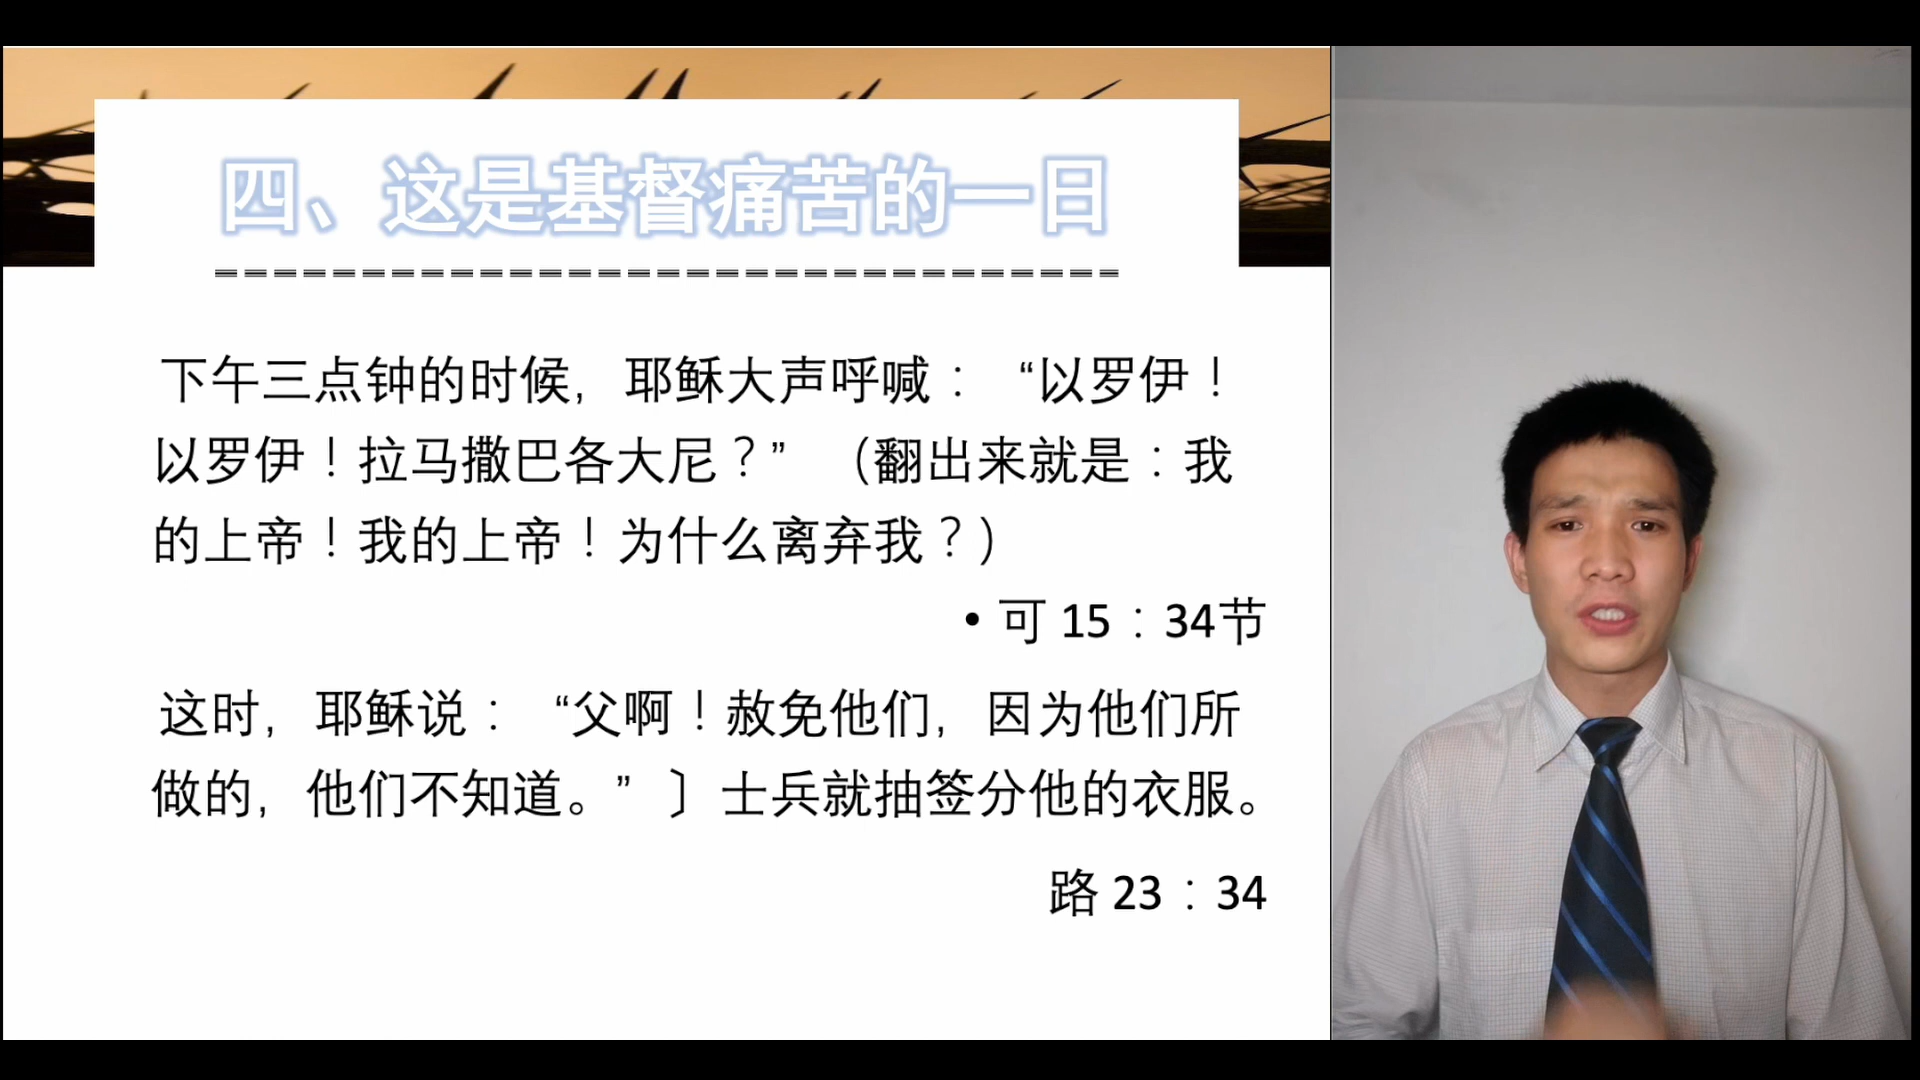 四、这是基督痛苦的一日
下午三点钟的时候，耶稣大声呼喊：“以罗伊！
以罗伊！拉马撒巴各大尼？”（翻出来就是：我
的上帝！我的上帝！为什么离弃我？）
• 可 15：34节
这时，耶稣说：“父啊！赦免他们，因为他们所
做的，他们不知道。”〕士兵就抽签分他的衣服。
路 23：34